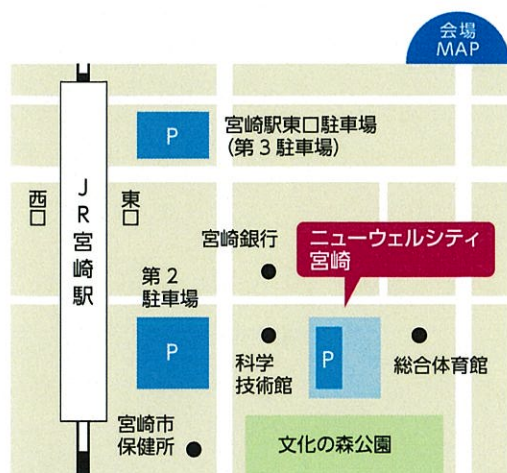 会場
MAP
P
宮崎駅東口駐車場
(第3駐車場)
西口
JR宮崎駅
東口
宮崎銀行
ニューウェルシティ
宮崎
第2
駐車場
P
科学
技術館
P
総合体育館
宮崎市
保健所
文化の森公園